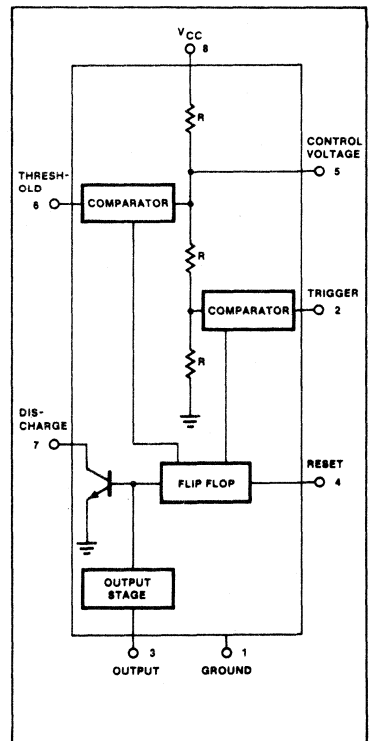 VCC
8
R
CONTROL
VOLTAGE
5
THRESH-
OLD
6
COMPARATOR
R
COMPARATOR
TRIGGER
2
R
DIS-
CHARGE
7
FLIP FLOP
RESET
4
OUTPUT
STAGE
3
OUTPUT
1
GROUND